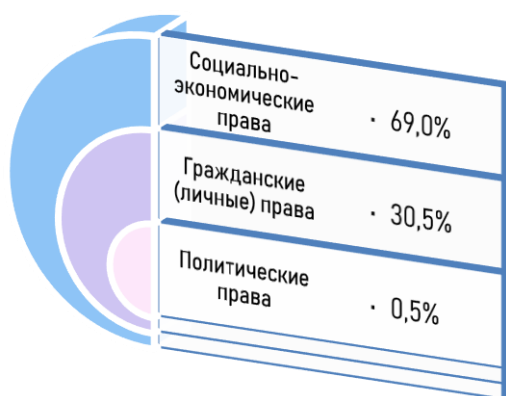 Социально-
экономические
права
· 69,0%
Гражданские
(личные) права
· 30,5%
Политические
права
· 0,5%